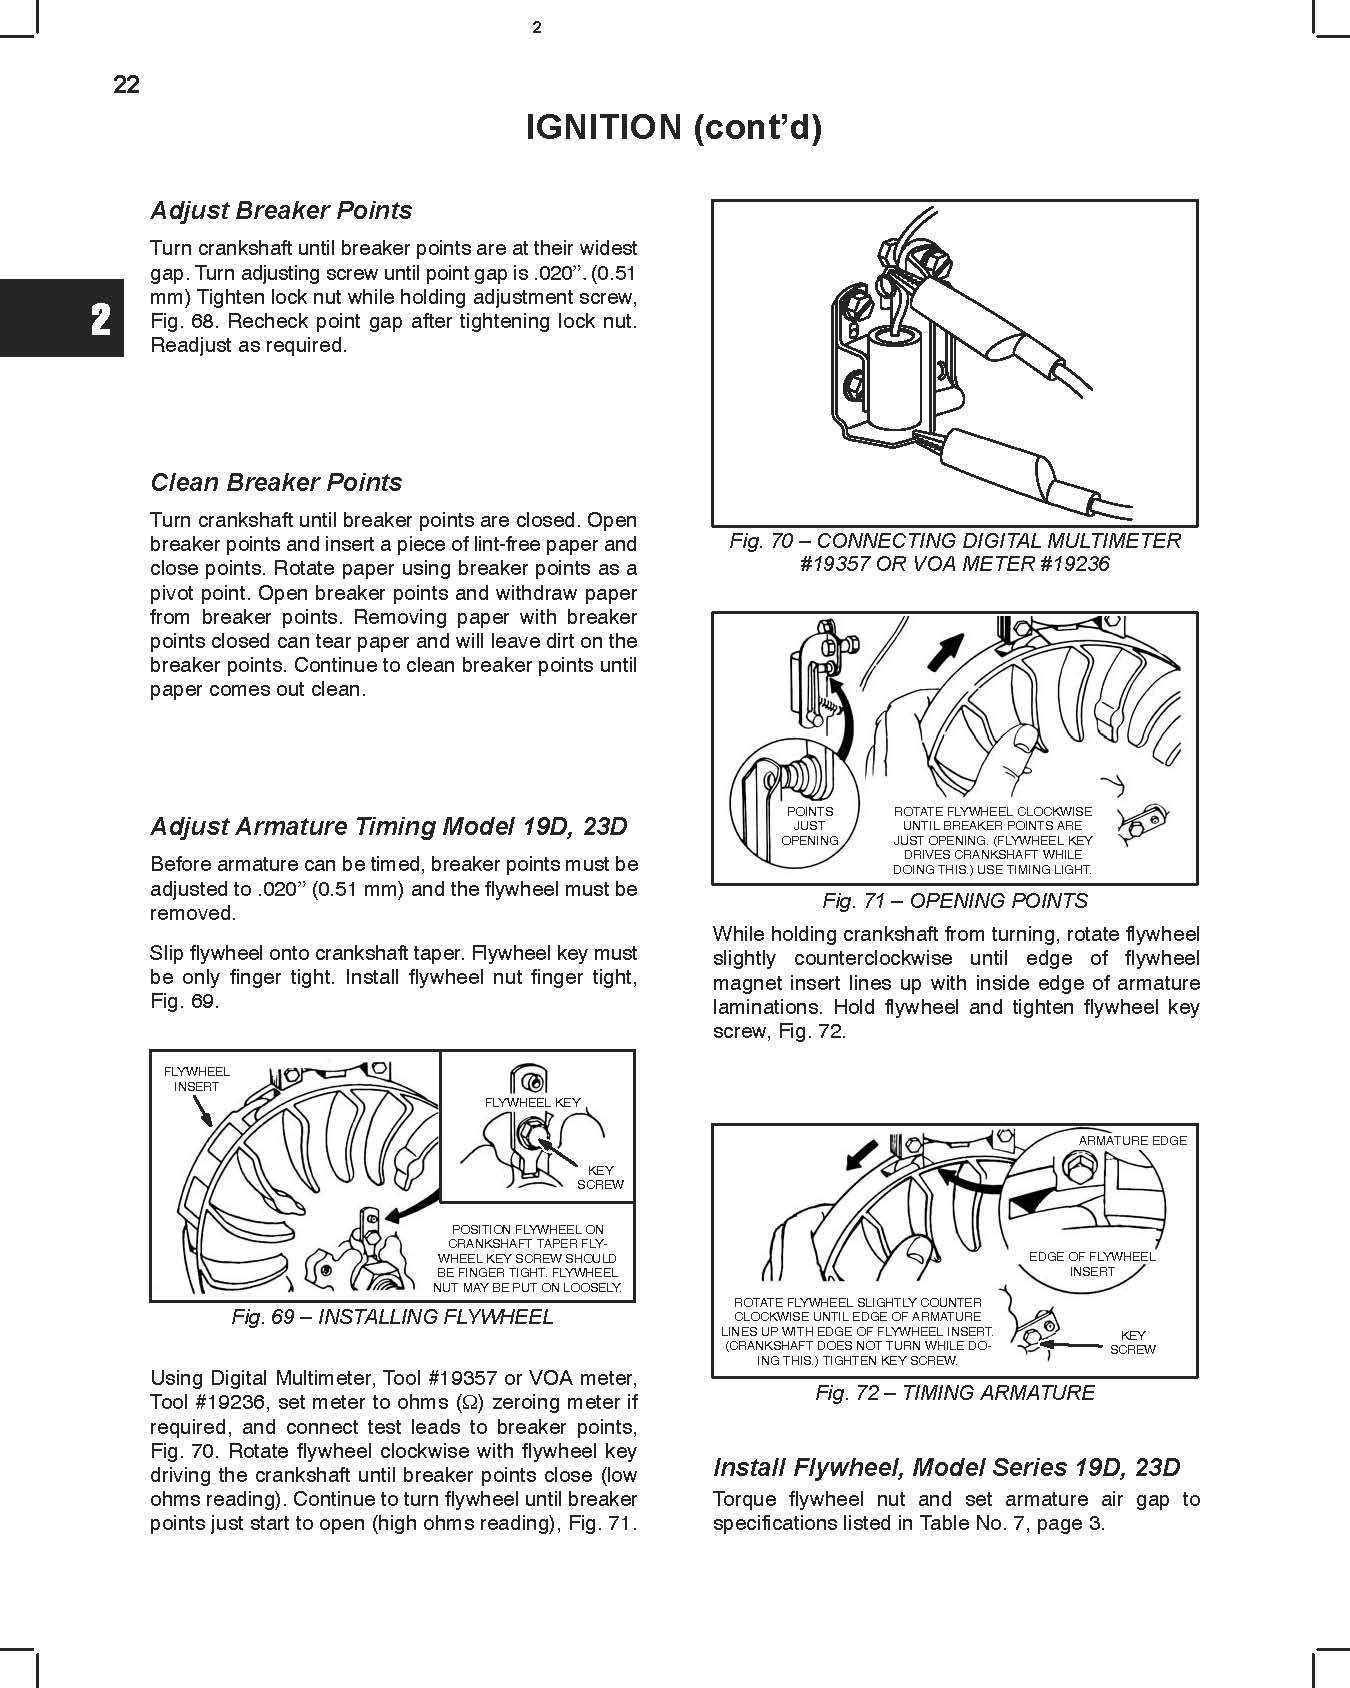 2
22
IGNITION (cont’d)
Adjust Breaker Points
Turn crankshaft until breaker points are at their widest
gap. Turn adjusting screw until point gap is .020”. (0.51
mm) Tighten lock nut while holding adjustment screw,
Fig. 68. Recheck point gap after tightening lock nut.
Readjust as required.
2
Clean Breaker Points
Turn crankshaft until breaker points are closed. Open
breaker points and insert a piece of lint-free paper and
close points. Rotate paper using breaker points as a
pivot point. Open breaker points and withdraw paper
from breaker points. Removing paper with breaker
points closed can tear paper and will leave dirt on the
breaker points. Continue to clean breaker points until
paper comes out clean.
Adjust Armature Timing Model 19D, 23D
Before armature can be timed, breaker points must be
adjusted to .020” (0.51 mm) and the flywheel must be
removed.
Slip flywheel onto crankshaft taper. Flywheel key must
be only finger tight. Install flywheel nut finger tight,
Fig. 69.
FLYWHEEL
INSERT
FLYWHEEL KEY
KEY
SCREW
POSITION FLYWHEEL ON
CRANKSHAFT TAPER FLY-
WHEEL KEY SCREW SHOULD
BE FINGER TIGHT. FLYWHEEL
NUT MAY BE PUT ON LOOSELY.
Fig. 69 – INSTALLING FLYWHEEL
Using Digital Multimeter, Tool #19357 or VOA meter,
Tool #19236, set meter to ohms (Ω) zeroing meter if
required, and connect test leads to breaker points,
Fig. 70. Rotate flywheel clockwise with flywheel key
driving the crankshaft until breaker points close (low
ohms reading). Continue to turn flywheel until breaker
points just start to open (high ohms reading), Fig. 71.
Fig. 70 – CONNECTING DIGITAL MULTIMETER
#19357 OR VOA METER #19236
POINTS
JUST
OPENING
ROTATE FLYWHEEL CLOCKWISE
UNTIL BREAKER POINTS ARE
JUST OPENING. (FLYWHEEL KEY
DRIVES CRANKSHAFT WHILE
DOING THIS.) USE TIMING LIGHT.
Fig. 71 – OPENING POINTS
While holding crankshaft from turning, rotate flywheel
slightly counterclockwise until edge of flywheel
magnet insert lines up with inside edge of armature
laminations. Hold flywheel and tighten flywheel key
screw, Fig. 72.
ARMATURE EDGE
EDGE OF FLYWHEEL
INSERT
ROTATE FLYWHEEL SLIGHTLY COUNTER
CLOCKWISE UNTIL EDGE OF ARMATURE
LINES UP WITH EDGE OF FLYWHEEL INSERT.
(CRANKSHAFT DOES NOT TURN WHILE DO-
ING THIS.) TIGHTEN KEY SCREW.
KEY
SCREW
Fig. 72 – TIMING ARMATURE
Install Flywheel, Model Series 19D, 23D
Torque flywheel nut and set armature air gap to
specifications listed in Table No. 7, page 3.